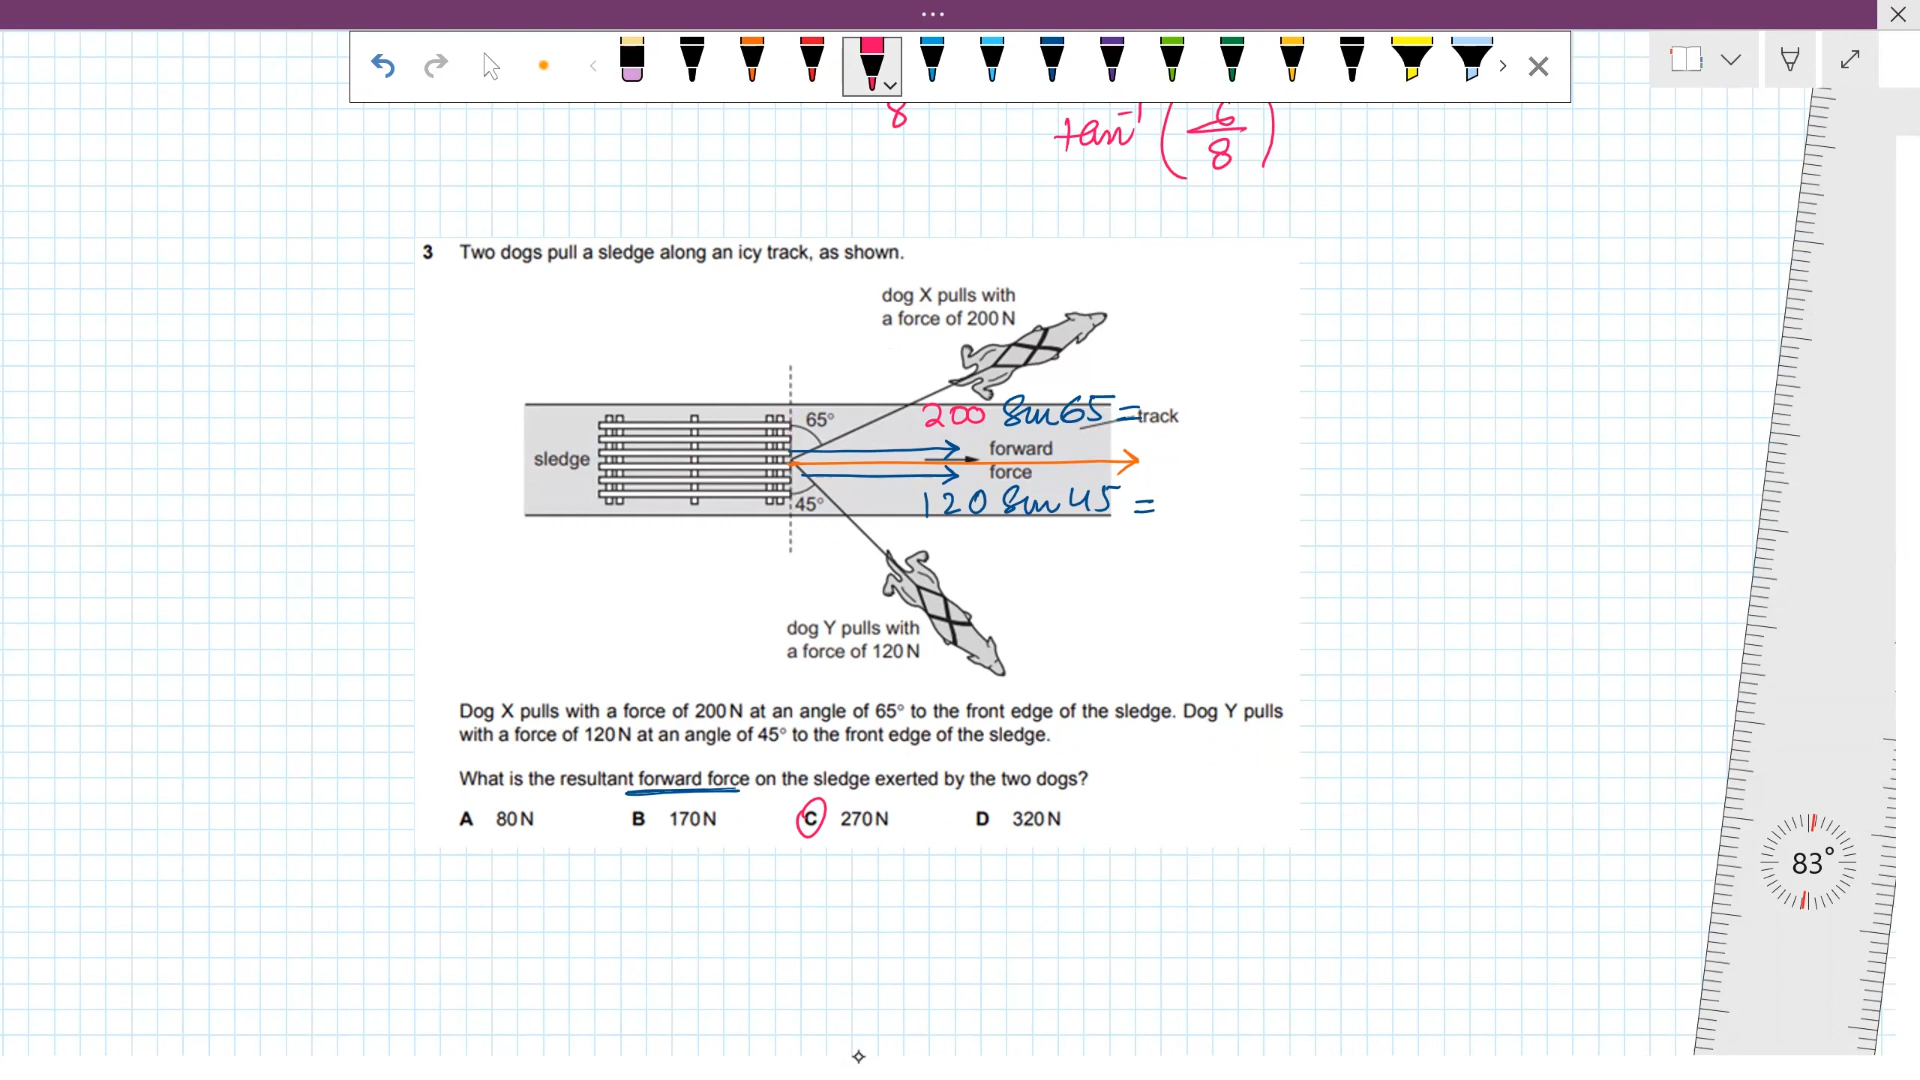 ...
8
tan⁻¹ (6/8)
3 Two dogs pull a sledge along an icy track, as shown.
dog X pulls with
a force of 200 N
65°
200 Sin 65 =
track
sledge
forward
force
45°
120 Sin 45 =
dog Y pulls with
a force of 120 N
Dog X pulls with a force of 200 N at an angle of 65° to the front edge of the sledge. Dog Y pulls
with a force of 120 N at an angle of 45° to the front edge of the sledge.
What is the resultant forward force on the sledge exerted by the two dogs?
A 80 N B 170 N C 270 N D 320 N
83°